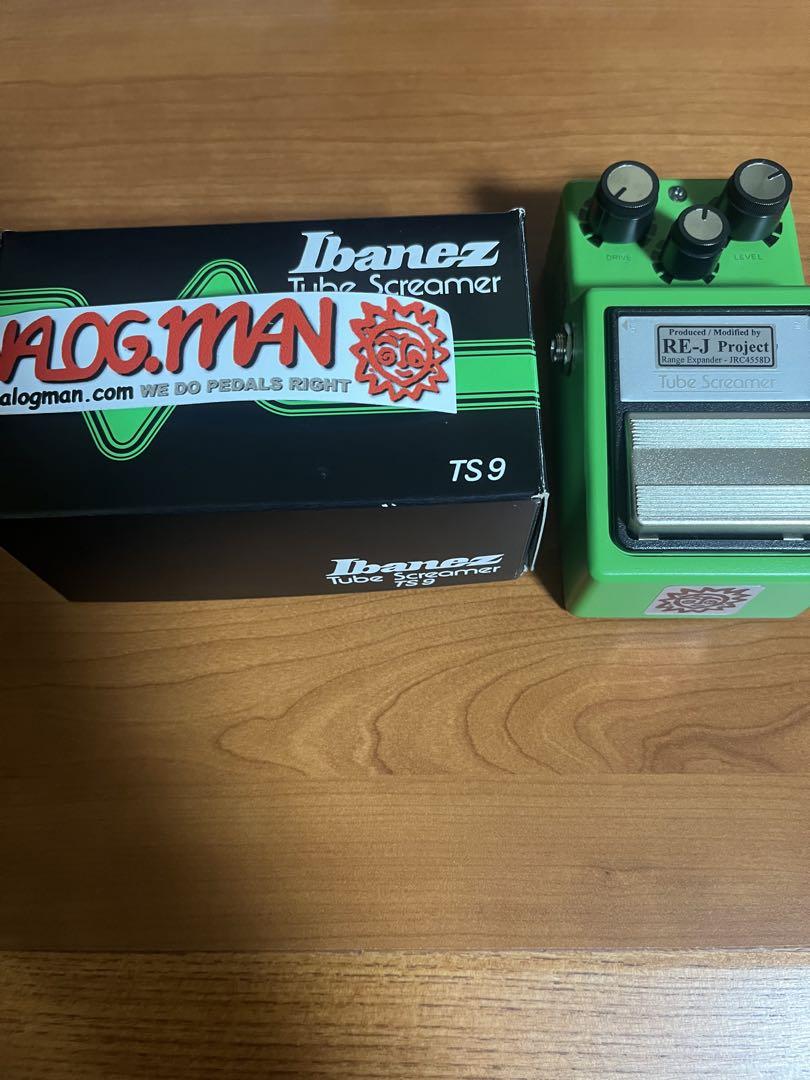 Ibanez
Tube Screamer
ALOG.MAN
alogman.com WE DO PEDALS RIGHT
TS9
Ibanez
Tube Screamer
TS9
DRIVE
LEVEL
Produced / Modified by
RE-J Project
Range Expander - JRC4558D
Tube Screamer